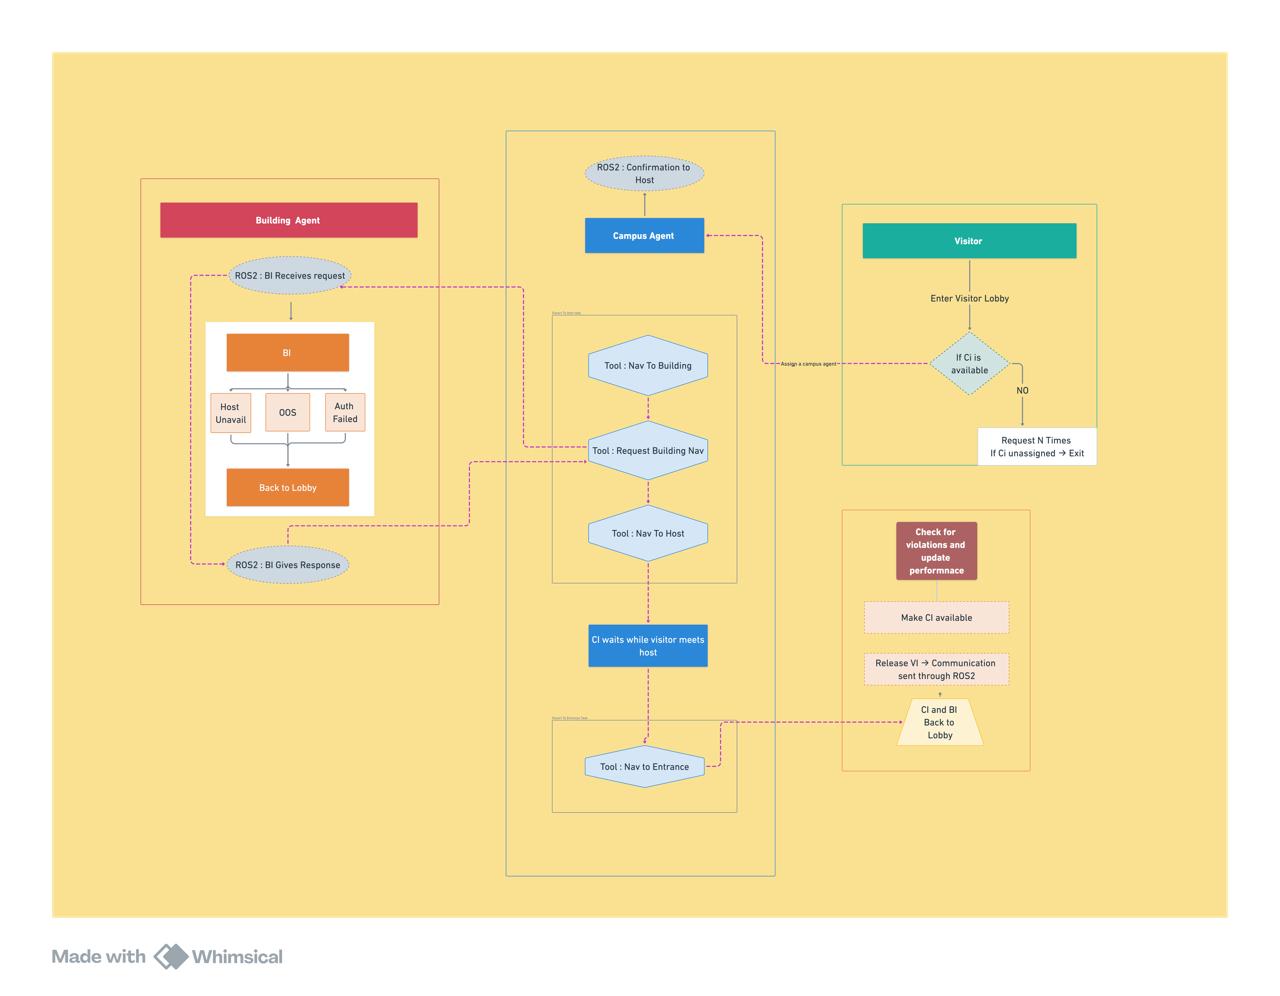 Building  Agent
ROS2 : BI Receives request
BI
Host
Unavail
OOS
Auth
Failed
Back to Lobby
ROS2 : BI Gives Response
ROS2 : Confirmation to
Host
Campus Agent
Tool : Nav To Building
Tool : Request Building Nav
Tool : Nav To Host
CI waits while visitor meets
host
Tool : Nav to Entrance
Assign a campus agent
Visitor
Enter Visitor Lobby
If Ci is
available
NO
Request N Times
If Ci unassigned → Exit
Check for
violations and
update
performnace
Make CI available
Release VI → Communication
sent through ROS2
CI and BI
Back to
Lobby
Made with Whimsical